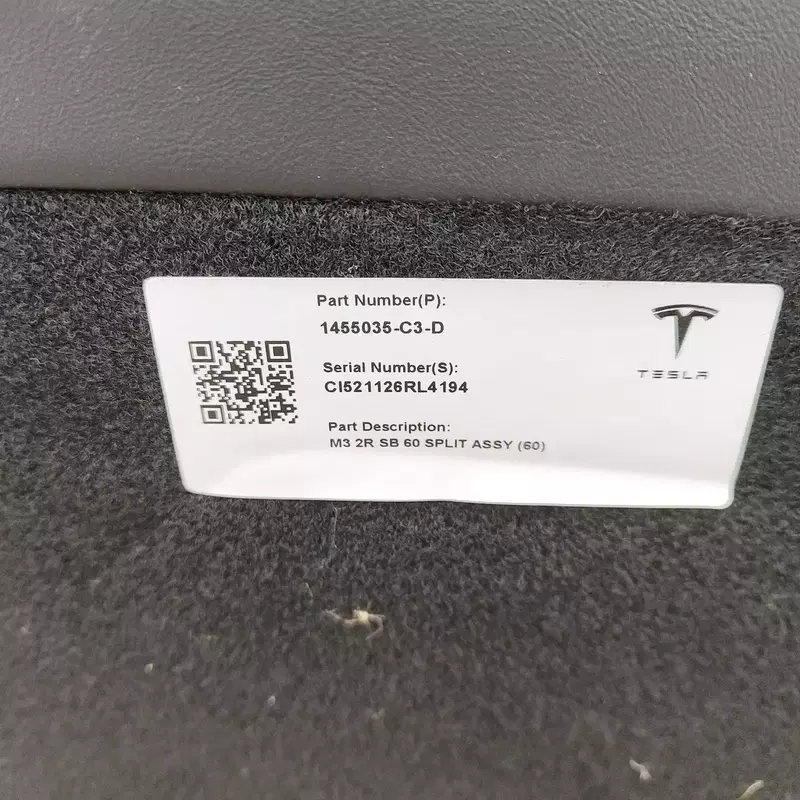 Part Number(P):
1455035-C3-D
Serial Number(S):
CI521126RL4194
Part Description:
M3 2R SB 60 SPLIT ASSY (60)
TESLA